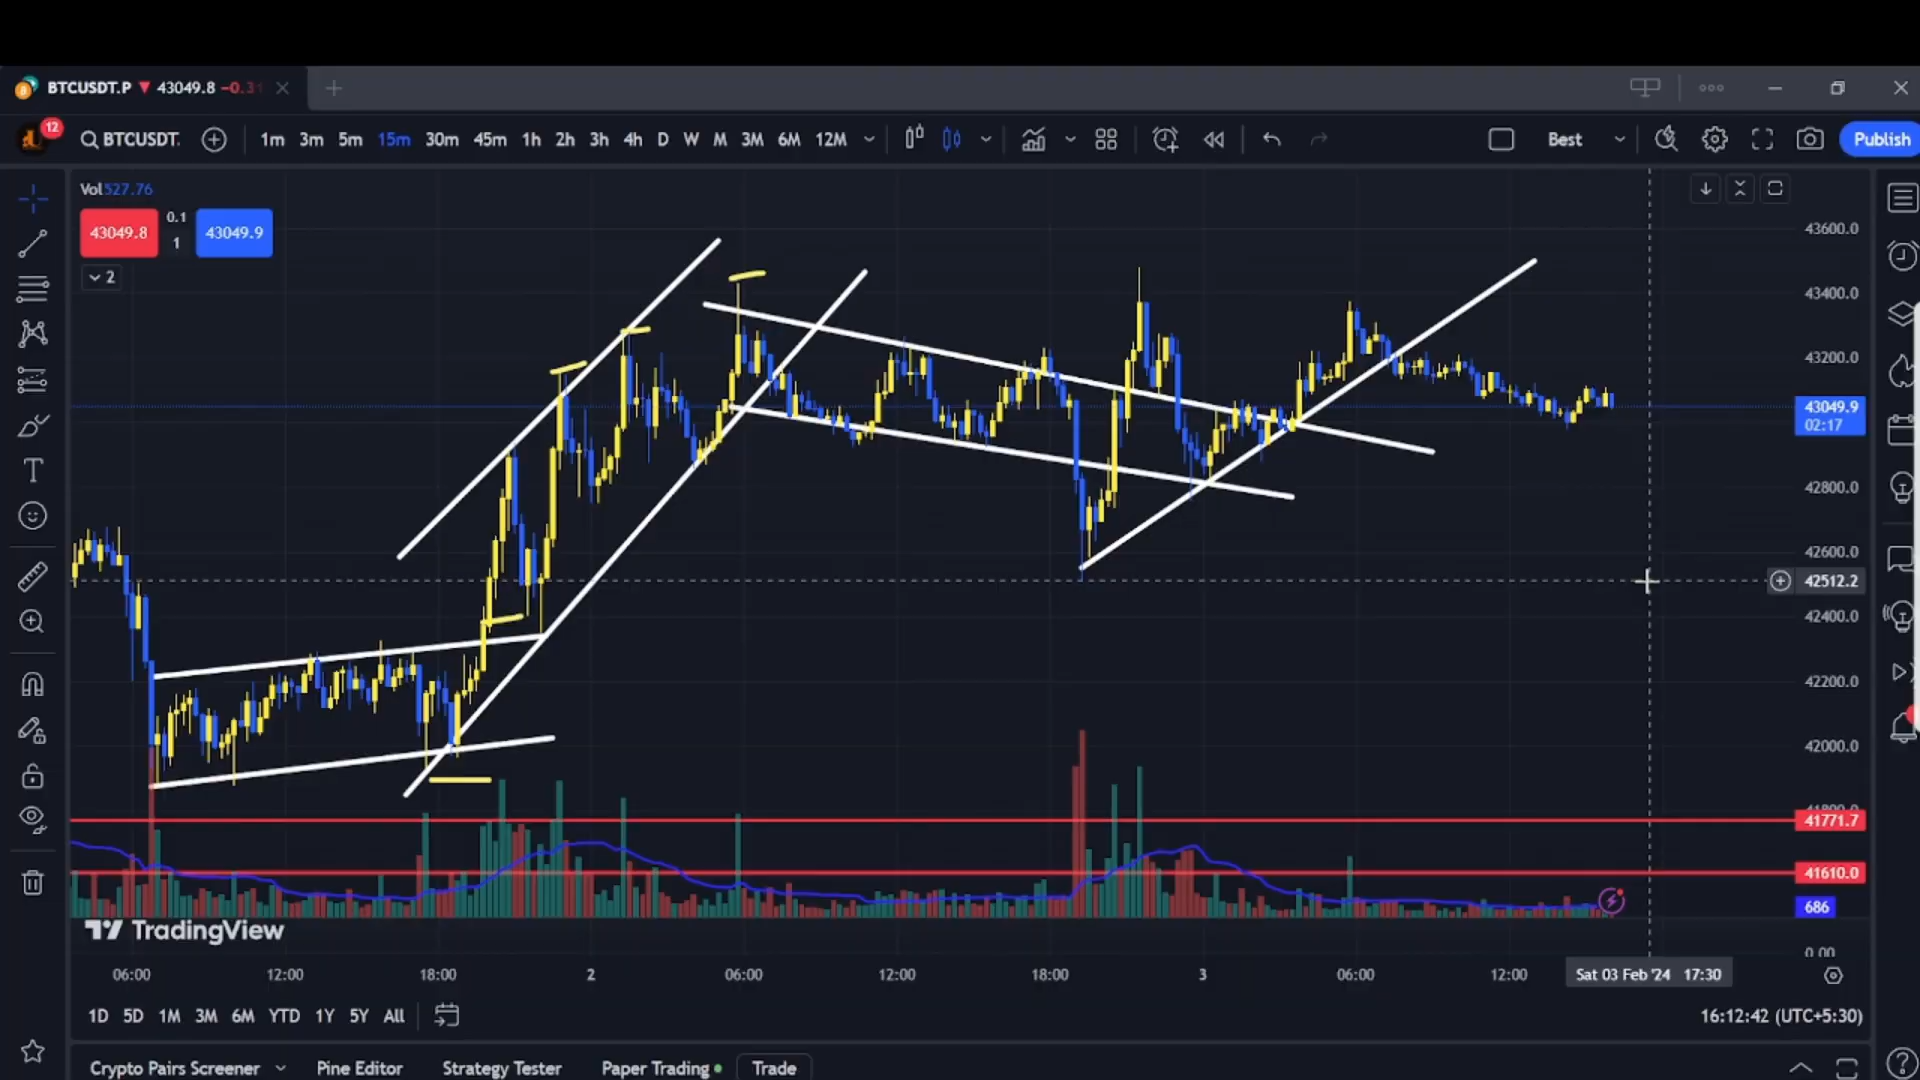 BTCUSDT.P 43049.8 −0.31
12
BTCUSDT.
1m 3m 5m 15m 30m 45m 1h 2h 3h 4h D W M 3M 6M 12M
Best
Publish
Vol 527.76
43049.8
0.1
1
43049.9
2
43600.0
43400.0
43200.0
43049.9
02:17
42800.0
42600.0
42512.2
42400.0
42200.0
42000.0
41800.0
41771.7
41610.0
686
0.00
TradingView
06:00 12:00 18:00 2 06:00 12:00 18:00 3 06:00 12:00 Sat 03 Feb '24 17:30
1D 5D 1M 3M 6M YTD 1Y 5Y All
16:12:42 (UTC+5:30)
Crypto Pairs Screener Pine Editor Strategy Tester Paper Trading Trade